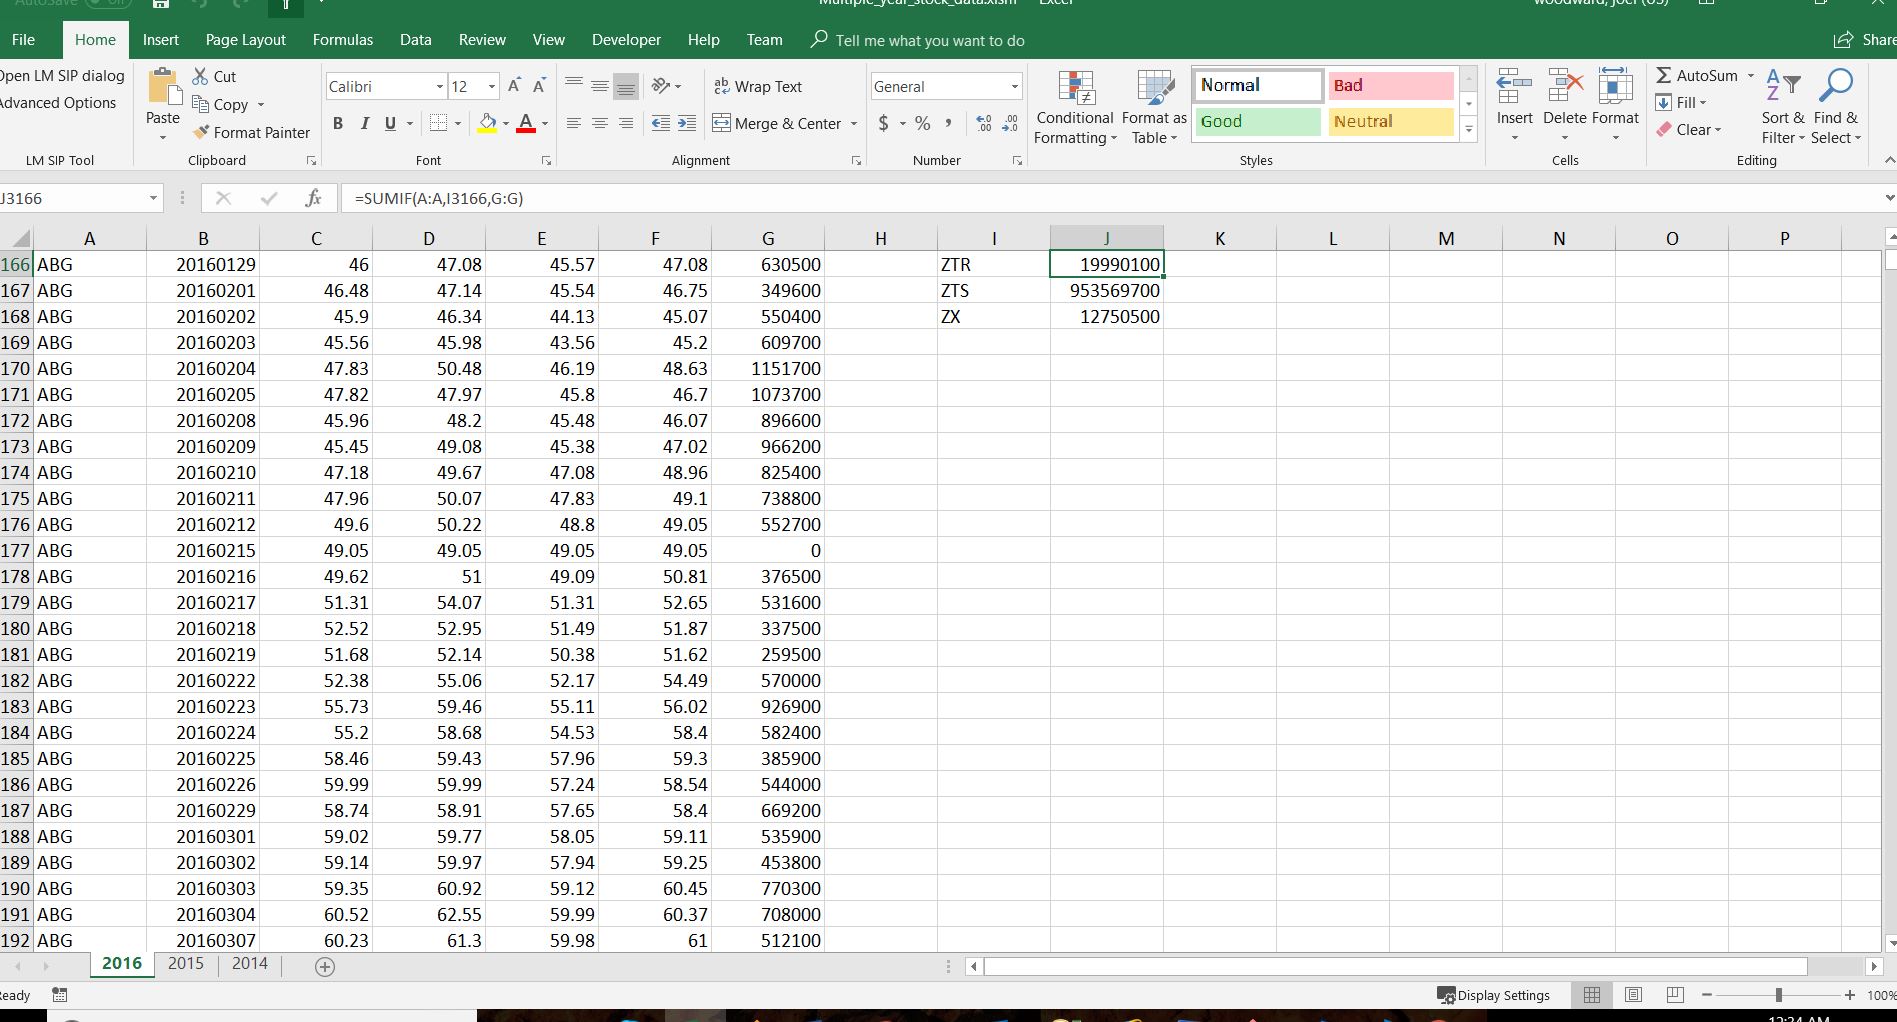 AutoSave Off Multiple_year_stock_data.xlsm - Excel
File Home Insert Page Layout Formulas Data Review View Developer Help Team Tell me what you want to do Share
Open LM SIP dialog
Advanced Options
LM SIP Tool
Paste
Cut
Copy
Format Painter
Clipboard
Calibri 12 A A
B I U A
Font
Wrap Text
Merge & Center
Alignment
General
$ % ,
Number
Conditional Formatting
Format as Table
Normal Bad
Good Neutral
Styles
Insert Delete Format
Cells
AutoSum
Fill
Clear
Sort & Filter
Find & Select
Editing
J3166 fx =SUMIF(A:A,I3166,G:G)
A B C D E F G H I J K L M N O P
166 ABG 20160129 46 47.08 45.57 47.08 630500 ZTR 19990100
167 ABG 20160201 46.48 47.14 45.54 46.75 349600 ZTS 953569700
168 ABG 20160202 45.9 46.34 44.13 45.07 550400 ZX 12750500
169 ABG 20160203 45.56 45.98 43.56 45.2 609700
170 ABG 20160204 47.83 50.48 46.19 48.63 1151700
171 ABG 20160205 47.82 47.97 45.8 46.7 1073700
172 ABG 20160208 45.96 48.2 45.48 46.07 896600
173 ABG 20160209 45.45 49.08 45.38 47.02 966200
174 ABG 20160210 47.18 49.67 47.08 48.96 825400
175 ABG 20160211 47.96 50.07 47.83 49.1 738800
176 ABG 20160212 49.6 50.22 48.8 49.05 552700
177 ABG 20160215 49.05 49.05 49.05 49.05 0
178 ABG 20160216 49.62 51 49.09 50.81 376500
179 ABG 20160217 51.31 54.07 51.31 52.65 531600
180 ABG 20160218 52.52 52.95 51.49 51.87 337500
181 ABG 20160219 51.68 52.14 50.38 51.62 259500
182 ABG 20160222 52.38 55.06 52.17 54.49 570000
183 ABG 20160223 55.73 59.46 55.11 56.02 926900
184 ABG 20160224 55.2 58.68 54.53 58.4 582400
185 ABG 20160225 58.46 59.43 57.96 59.3 385900
186 ABG 20160226 59.99 59.99 57.24 58.54 544000
187 ABG 20160229 58.74 58.91 57.65 58.4 669200
188 ABG 20160301 59.02 59.77 58.05 59.11 535900
189 ABG 20160302 59.14 59.97 57.94 59.25 453800
190 ABG 20160303 59.35 60.92 59.12 60.45 770300
191 ABG 20160304 60.52 62.55 59.99 60.37 708000
192 ABG 20160307 60.23 61.3 59.98 61 512100
2016 2015 2014
Ready Display Settings 100%